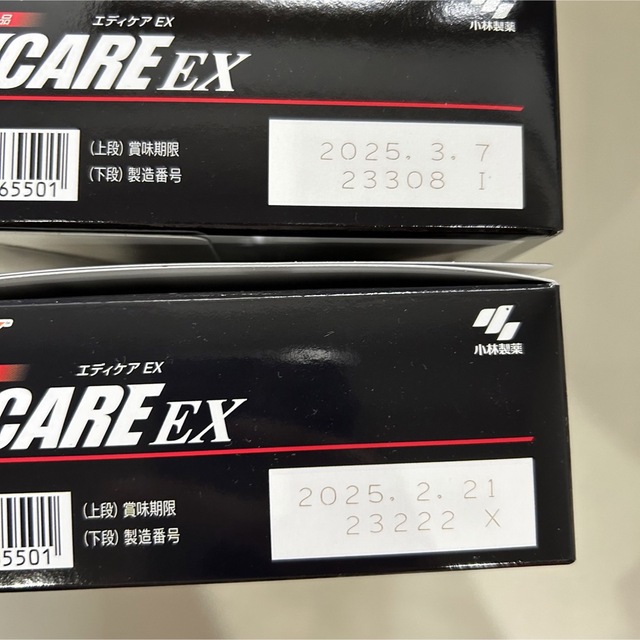 品
エディケア EX
CARE EX
小林製薬
65501
(上段) 賞味期限
(下段) 製造番号
2025. 3. 7
23308 I
エディケア EX
CARE EX
小林製薬
5501
(上段) 賞味期限
(下段) 製造番号
2025. 2. 21
23222 X